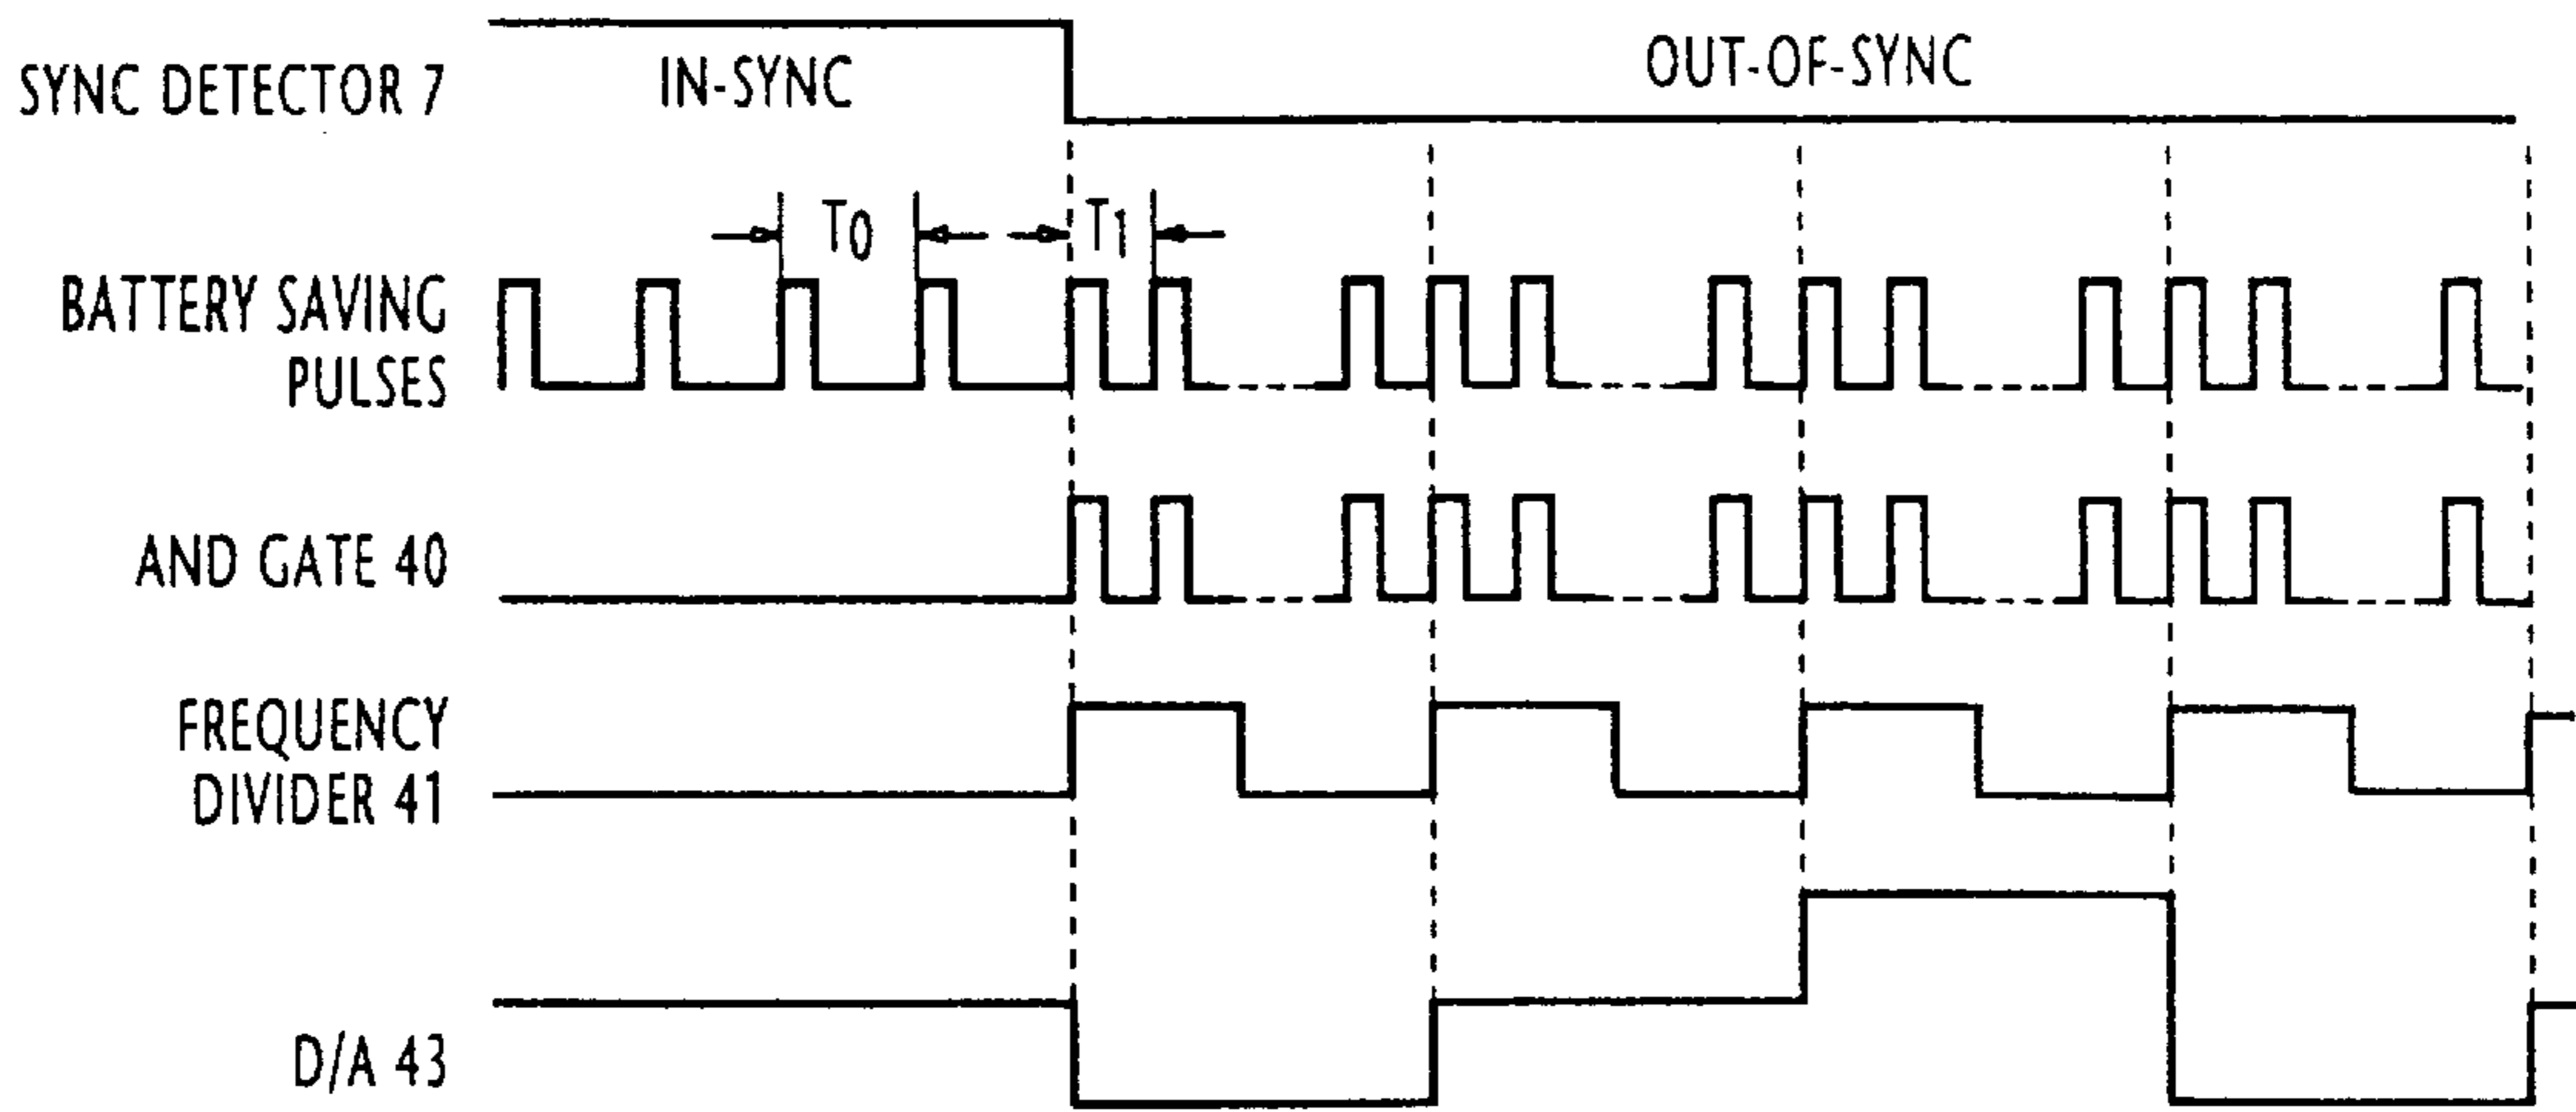 SYNC DETECTOR 7
IN-SYNC
OUT-OF-SYNC
T0
T1
BATTERY SAVING
PULSES
AND GATE 40
FREQUENCY
DIVIDER 41
D/A 43